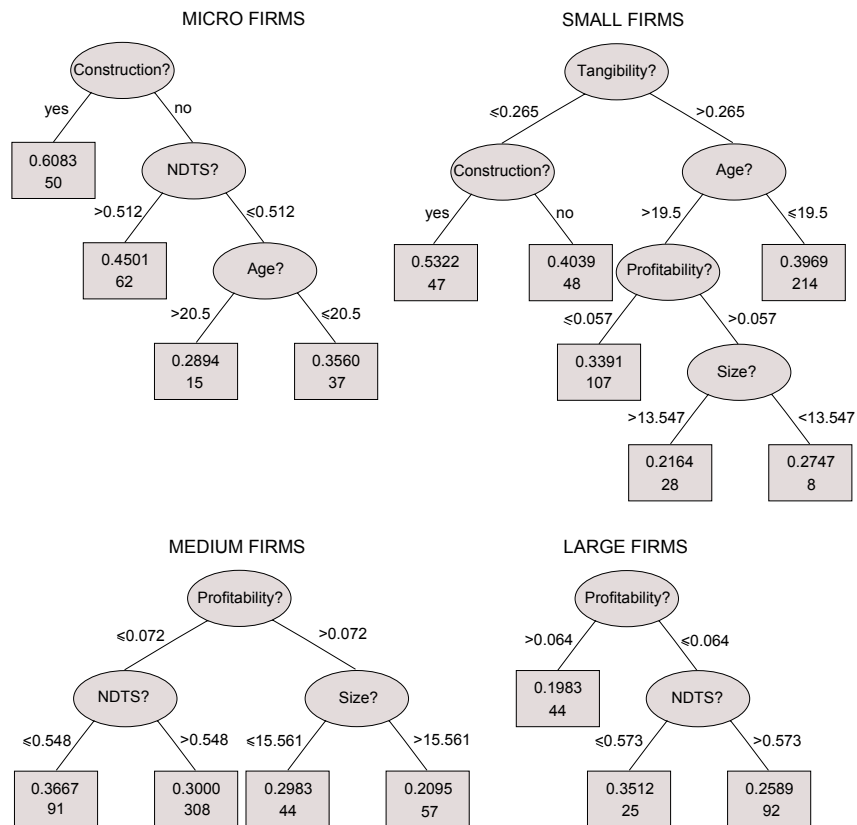 MICRO FIRMS
Construction?
yes
no
0.6083
50
NDTS?
>0.512
⩽0.512
0.4501
62
Age?
>20.5
⩽20.5
0.2894
15
0.3560
37
SMALL FIRMS
Tangibility?
⩽0.265
>0.265
Construction?
Age?
yes
no
>19.5
⩽19.5
0.5322
47
0.4039
48
Profitability?
0.3969
214
⩽0.057
>0.057
0.3391
107
Size?
>13.547
<13.547
0.2164
28
0.2747
8
MEDIUM FIRMS
Profitability?
⩽0.072
>0.072
NDTS?
Size?
⩽0.548
>0.548
⩽15.561
>15.561
0.3667
91
0.3000
308
0.2983
44
0.2095
57
LARGE FIRMS
Profitability?
>0.064
⩽0.064
0.1983
44
NDTS?
⩽0.573
>0.573
0.3512
25
0.2589
92